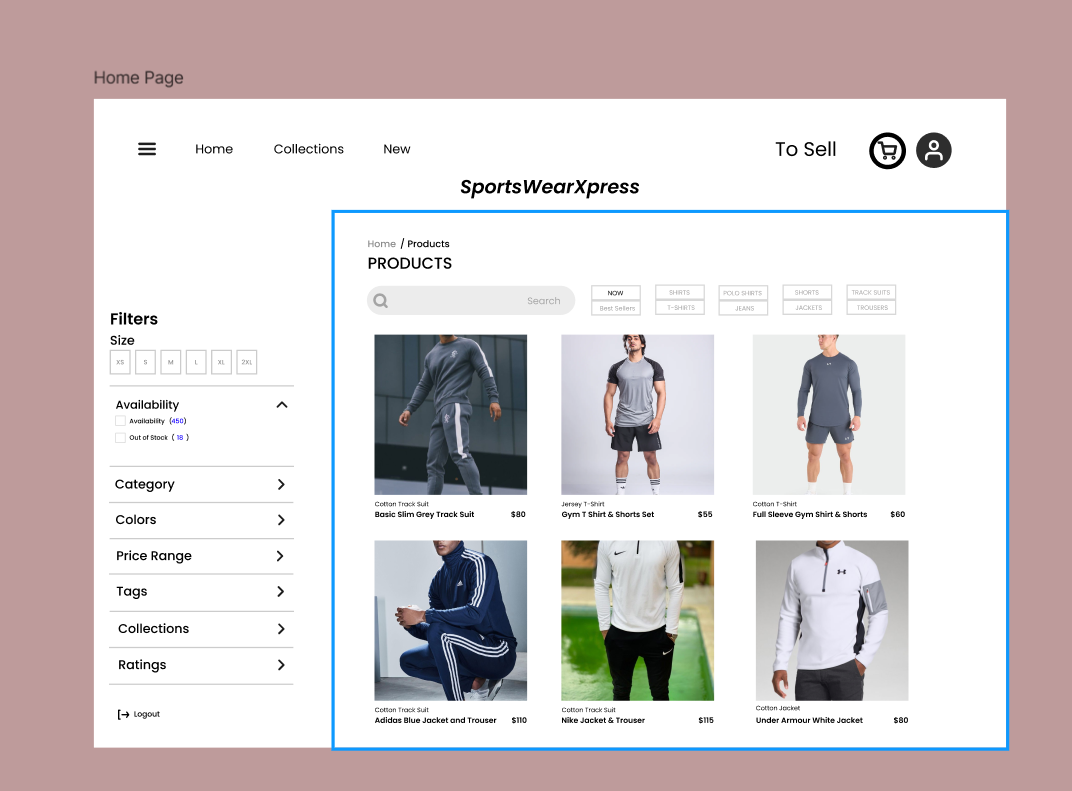 Home Page
Home Collections New To Sell
SportsWearXpress
Home / Products
PRODUCTS
Search
NOW SHIRTS POLO SHIRTS SHORTS TRACK SUITS
Best Sellers T-SHIRTS JEANS JACKETS TROUSERS
Filters
Size
XS S M L XL 2XL
Availability
Availability (450)
Out of Stock ( 18 )
Category
Colors
Price Range
Tags
Collections
Ratings
Logout
Cotton Track Suit
Basic Slim Grey Track Suit $80
Jersey T-Shirt
Gym T Shirt & Shorts Set $55
Cotton T-Shirt
Full Sleeve Gym Shirt & Shorts $60
Cotton Track Suit
Adidas Blue Jacket and Trouser $110
Cotton Track Suit
Nike Jacket & Trouser $115
Cotton Jacket
Under Armour White Jacket $80